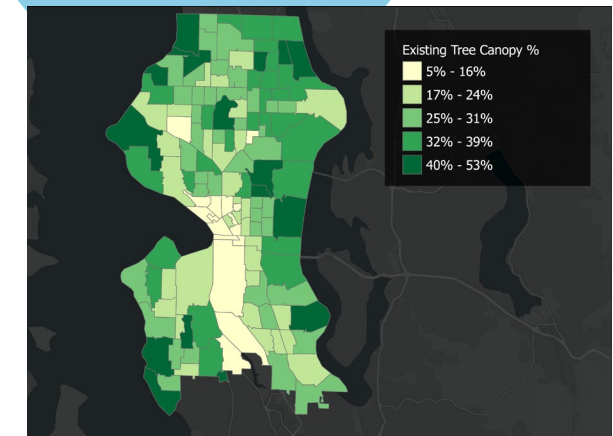 Existing Tree Canopy %
5% - 16%
17% - 24%
25% - 31%
32% - 39%
40% - 53%